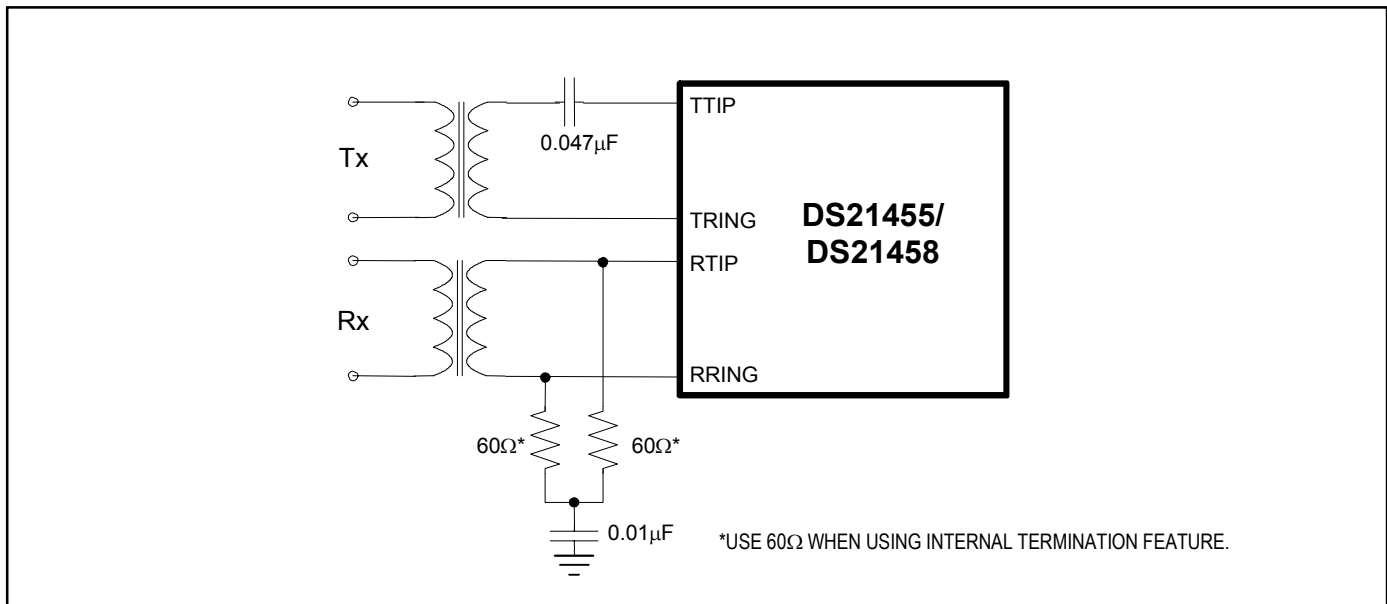 TTIP
0.047μF
Tx
TRING
DS21455/
DS21458
RTIP
Rx
RRING
60Ω*
60Ω*
0.01μF
*USE 60Ω WHEN USING INTERNAL TERMINATION FEATURE.